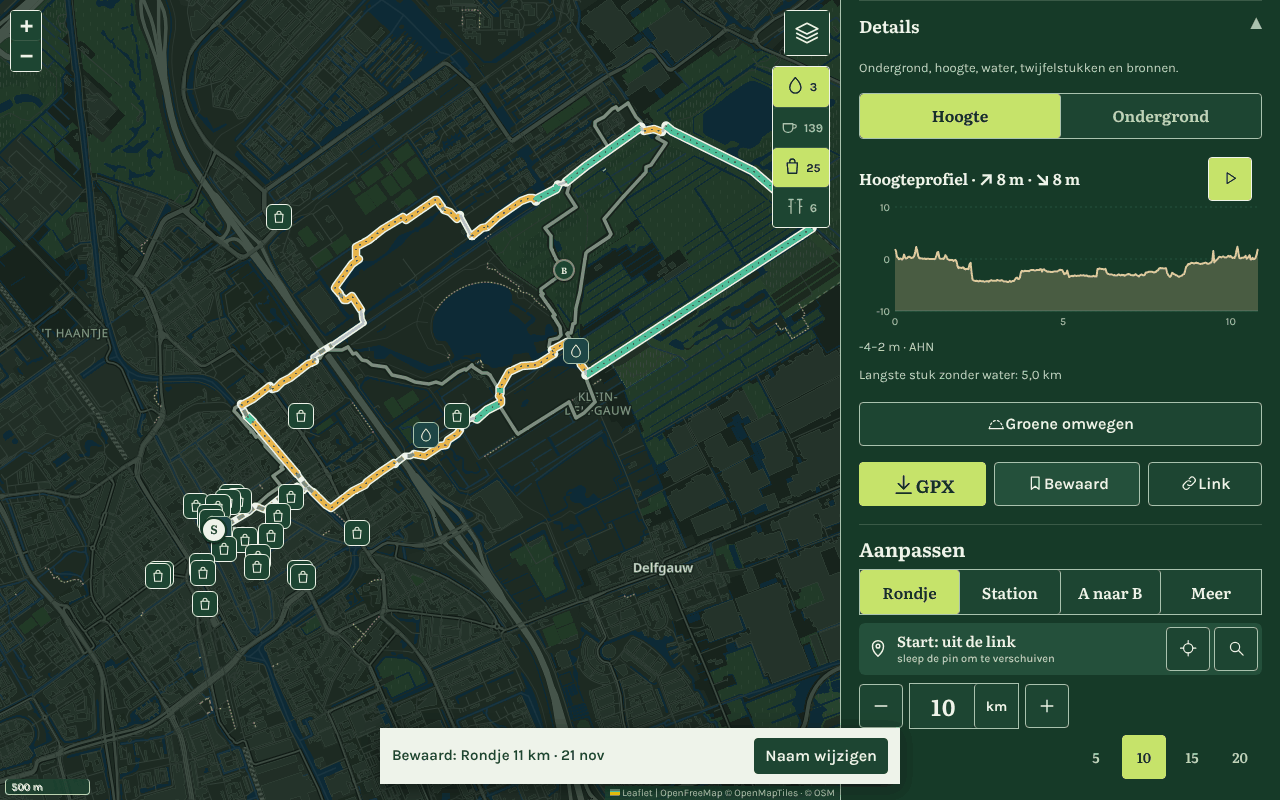 +
−
3
139
25
6
B
'T HAANTJE
KLEIN-
DELFGAUW
S
Delfgauw
500 m
Leaflet | OpenFreeMap © OpenMapTiles · © OSM
Details
Ondergrond, hoogte, water, twijfelstukken en bronnen.
Hoogte
Ondergrond
Hoogteprofiel · ↗ 8 m · ↘ 8 m
10
0
-10
0
5
10
-4–2 m · AHN
Langste stuk zonder water: 5,0 km
Groene omwegen
GPX
Bewaard
Link
Aanpassen
Rondje
Station
A naar B
Meer
Start: uit de link
sleep de pin om te verschuiven
−
10
km
+
5
10
15
20
Bewaard: Rondje 11 km · 21 nov
Naam wijzigen